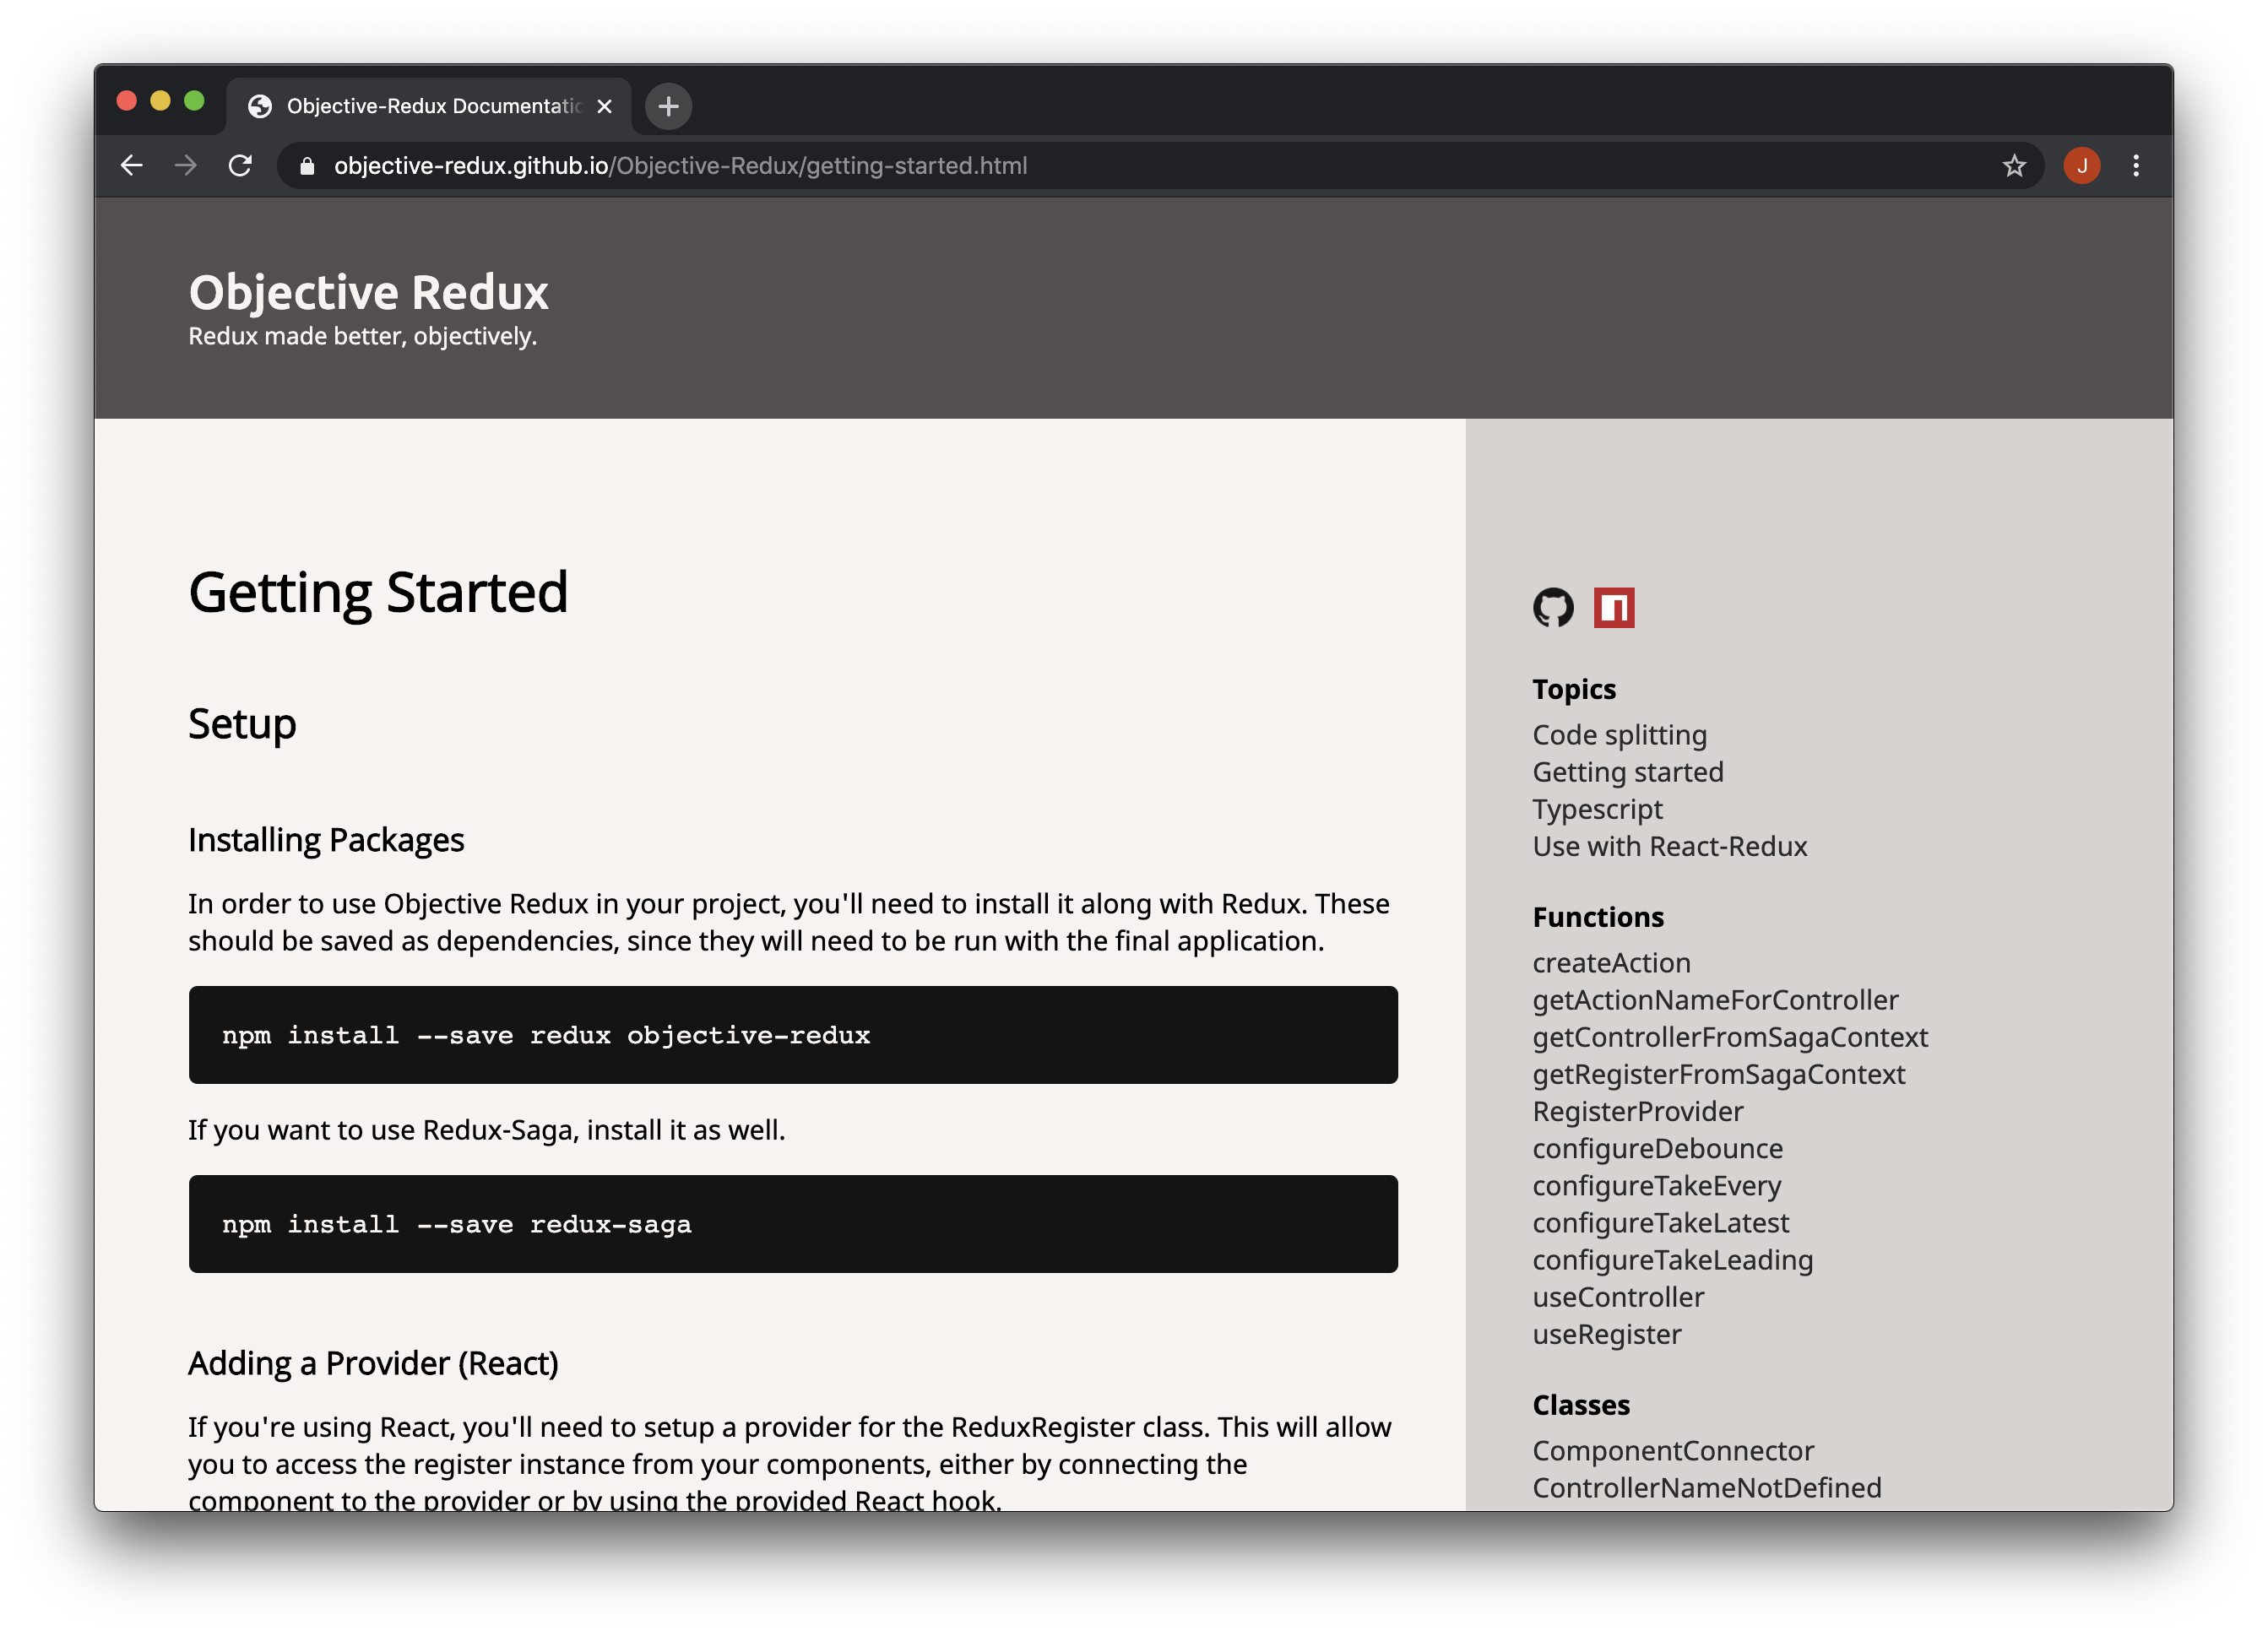 Objective-Redux Documentatio
objective-redux.github.io/Objective-Redux/getting-started.html
J
Objective Redux
Redux made better, objectively.
Getting Started
Setup
Installing Packages
In order to use Objective Redux in your project, you'll need to install it along with Redux. These
should be saved as dependencies, since they will need to be run with the final application.
npm install --save redux objective-redux
If you want to use Redux-Saga, install it as well.
npm install --save redux-saga
Adding a Provider (React)
If you're using React, you'll need to setup a provider for the ReduxRegister class. This will allow
you to access the register instance from your components, either by connecting the
component to the provider or by using the provided React hook.
Topics
Code splitting
Getting started
Typescript
Use with React-Redux
Functions
createAction
getActionNameForController
getControllerFromSagaContext
getRegisterFromSagaContext
RegisterProvider
configureDebounce
configureTakeEvery
configureTakeLatest
configureTakeLeading
useController
useRegister
Classes
ComponentConnector
ControllerNameNotDefined